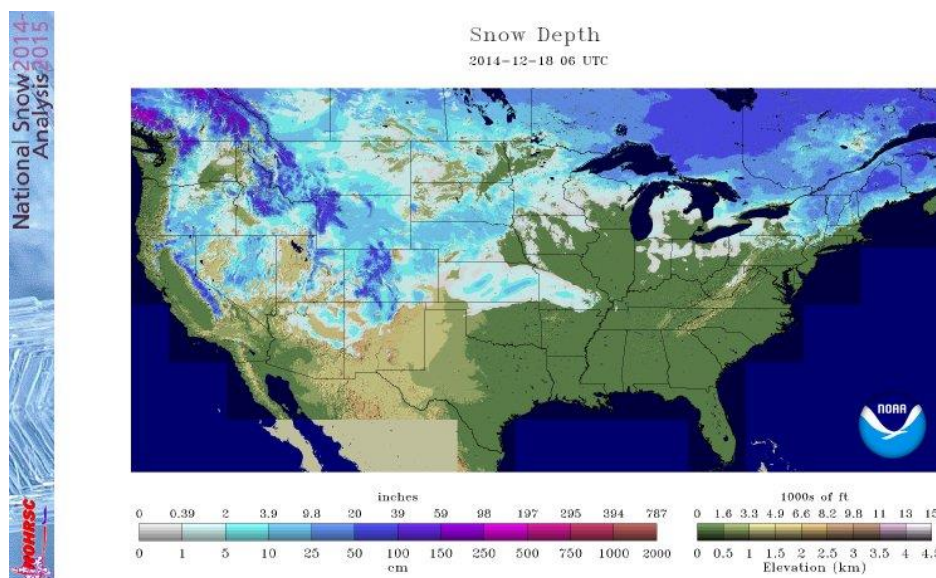 National Snow 2014-
Analysis 2015
Snow Depth
2014-12-18 06 UTC
NOAA
inches
0 0.39 2 3.9 9.8 20 39 59 98 197 295 394 787
0 1 5 10 25 50 100 150 250 500 750 1000 2000
cm
1000s of ft
0 1.6 3.3 4.9 6.6 8.2 9.8 11 13 15
0 0.5 1 1.5 2 2.5 3 3.5 4 4.5
Elevation (km)
NOHRSC